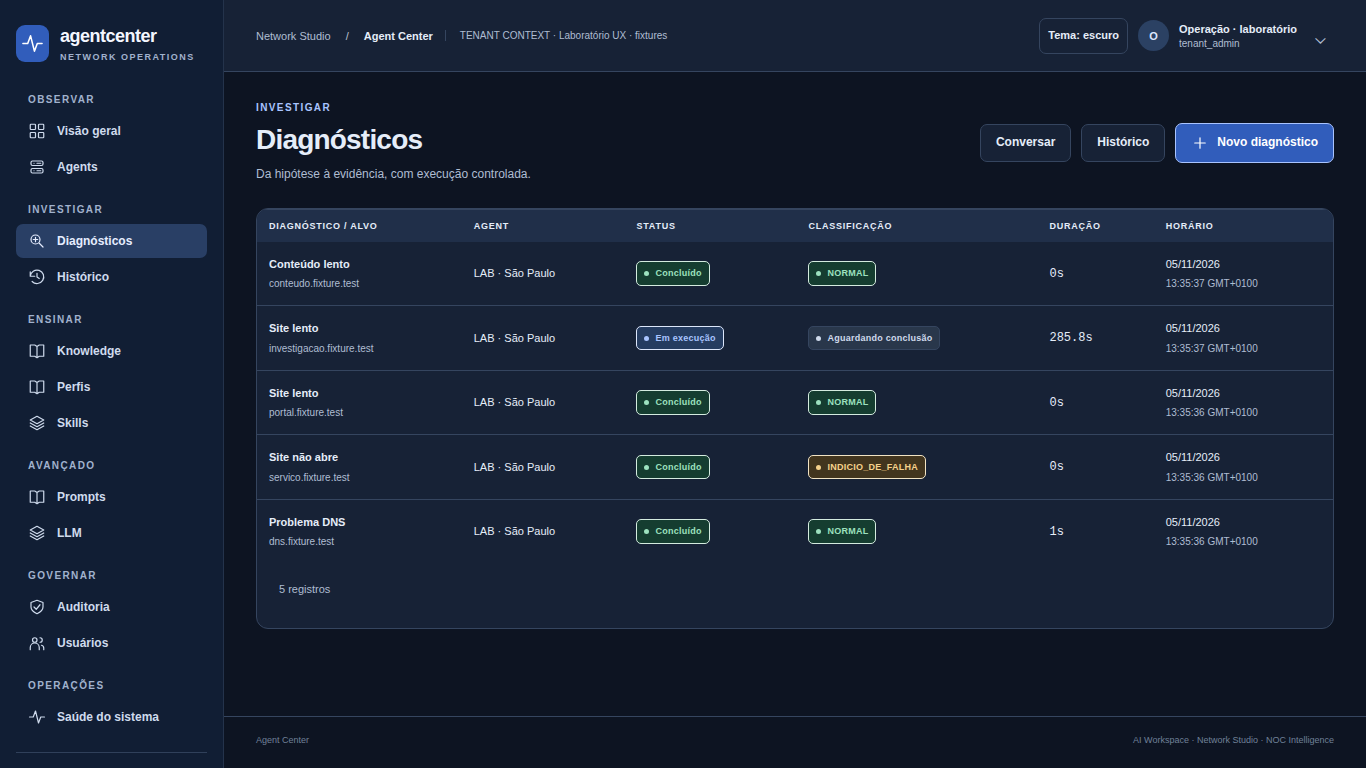 agentcenter
NETWORK OPERATIONS
OBSERVAR
Visão geral
Agents
INVESTIGAR
Diagnósticos
Histórico
ENSINAR
Knowledge
Perfis
Skills
AVANÇADO
Prompts
LLM
GOVERNAR
Auditoria
Usuários
OPERAÇÕES
Saúde do sistema
Network Studio / Agent Center TENANT CONTEXT · Laboratório UX · fixtures
Tema: escuro
O
Operação · laboratório
tenant_admin
INVESTIGAR
Diagnósticos
Da hipótese à evidência, com execução controlada.
Conversar
Histórico
Novo diagnóstico
DIAGNÓSTICO / ALVO AGENT STATUS CLASSIFICAÇÃO DURAÇÃO HORÁRIO
Conteúdo lento
conteudo.fixture.test
LAB · São Paulo
Concluído
NORMAL
0s
05/11/2026
13:35:37 GMT+0100
Site lento
investigacao.fixture.test
LAB · São Paulo
Em execução
Aguardando conclusão
285.8s
05/11/2026
13:35:37 GMT+0100
Site lento
portal.fixture.test
LAB · São Paulo
Concluído
NORMAL
0s
05/11/2026
13:35:36 GMT+0100
Site não abre
servico.fixture.test
LAB · São Paulo
Concluído
INDICIO_DE_FALHA
0s
05/11/2026
13:35:36 GMT+0100
Problema DNS
dns.fixture.test
LAB · São Paulo
Concluído
NORMAL
1s
05/11/2026
13:35:36 GMT+0100
5 registros
Agent Center
AI Workspace · Network Studio · NOC Intelligence